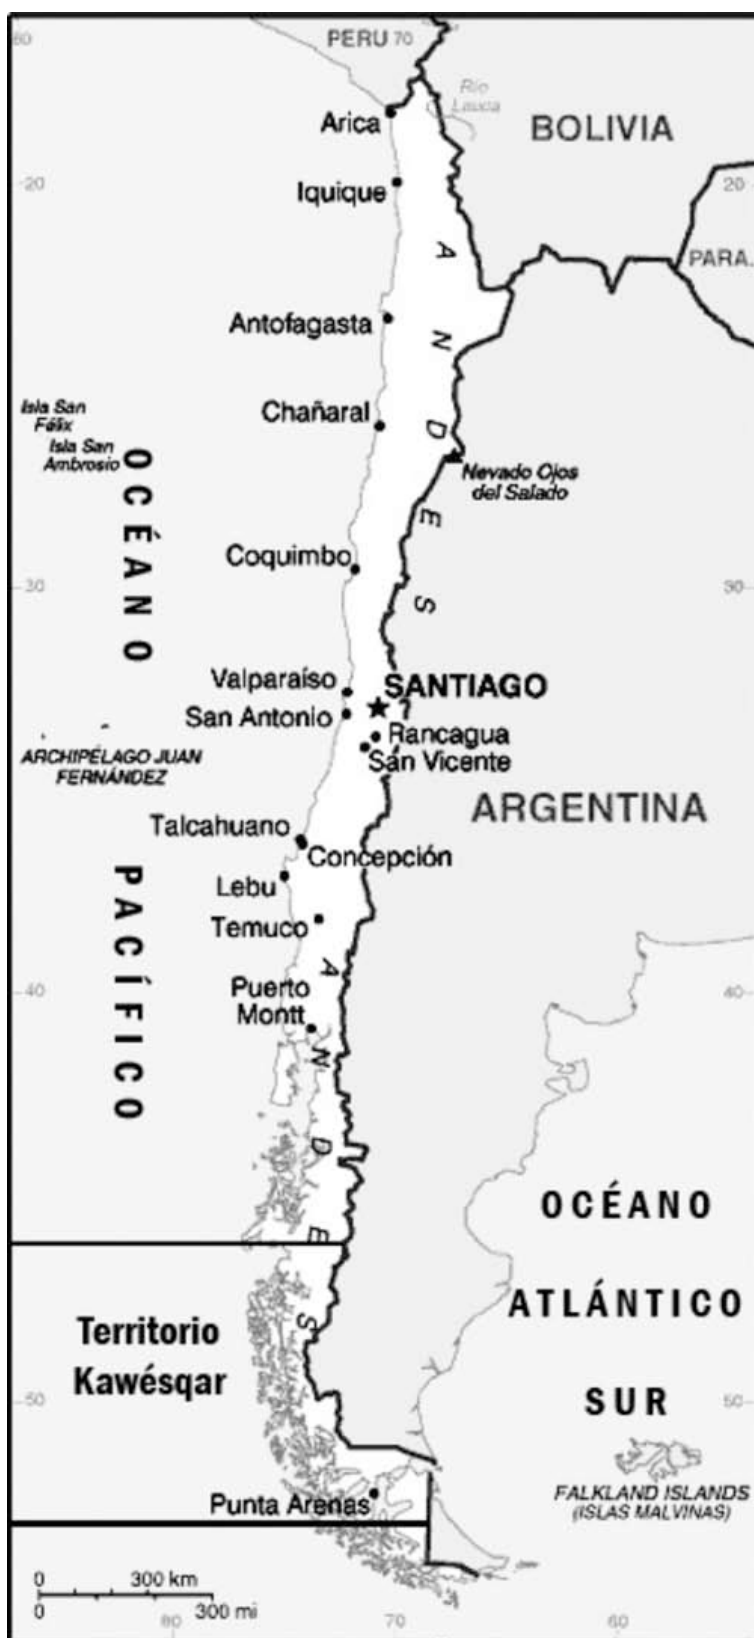 80
PERU 70
Río
Lauca
Arica
BOLIVIA
20
Iquique
20
PARA.
ANDES
Antofagasta
Isla San
Félix
Isla San
Ambrosio
Chañaral
Nevado Ojos
del Salado
OCÉANO
Coquimbo
30
30
Valparaíso
SANTIAGO
San Antonio
Rancagua
San Vicente
ARCHIPÉLAGO JUAN
FERNÁNDEZ
ARGENTINA
Talcahuano
Concepción
PACÍFICO
Lebu
Temuco
ANDES
Puerto
Montt
40
40
OCÉANO
ATLÁNTICO
SUR
Territorio
Kawésqar
50
50
FALKLAND ISLANDS
(ISLAS MALVINAS)
Punta Arenas
0 300 km
0 300 mi
80 70 60